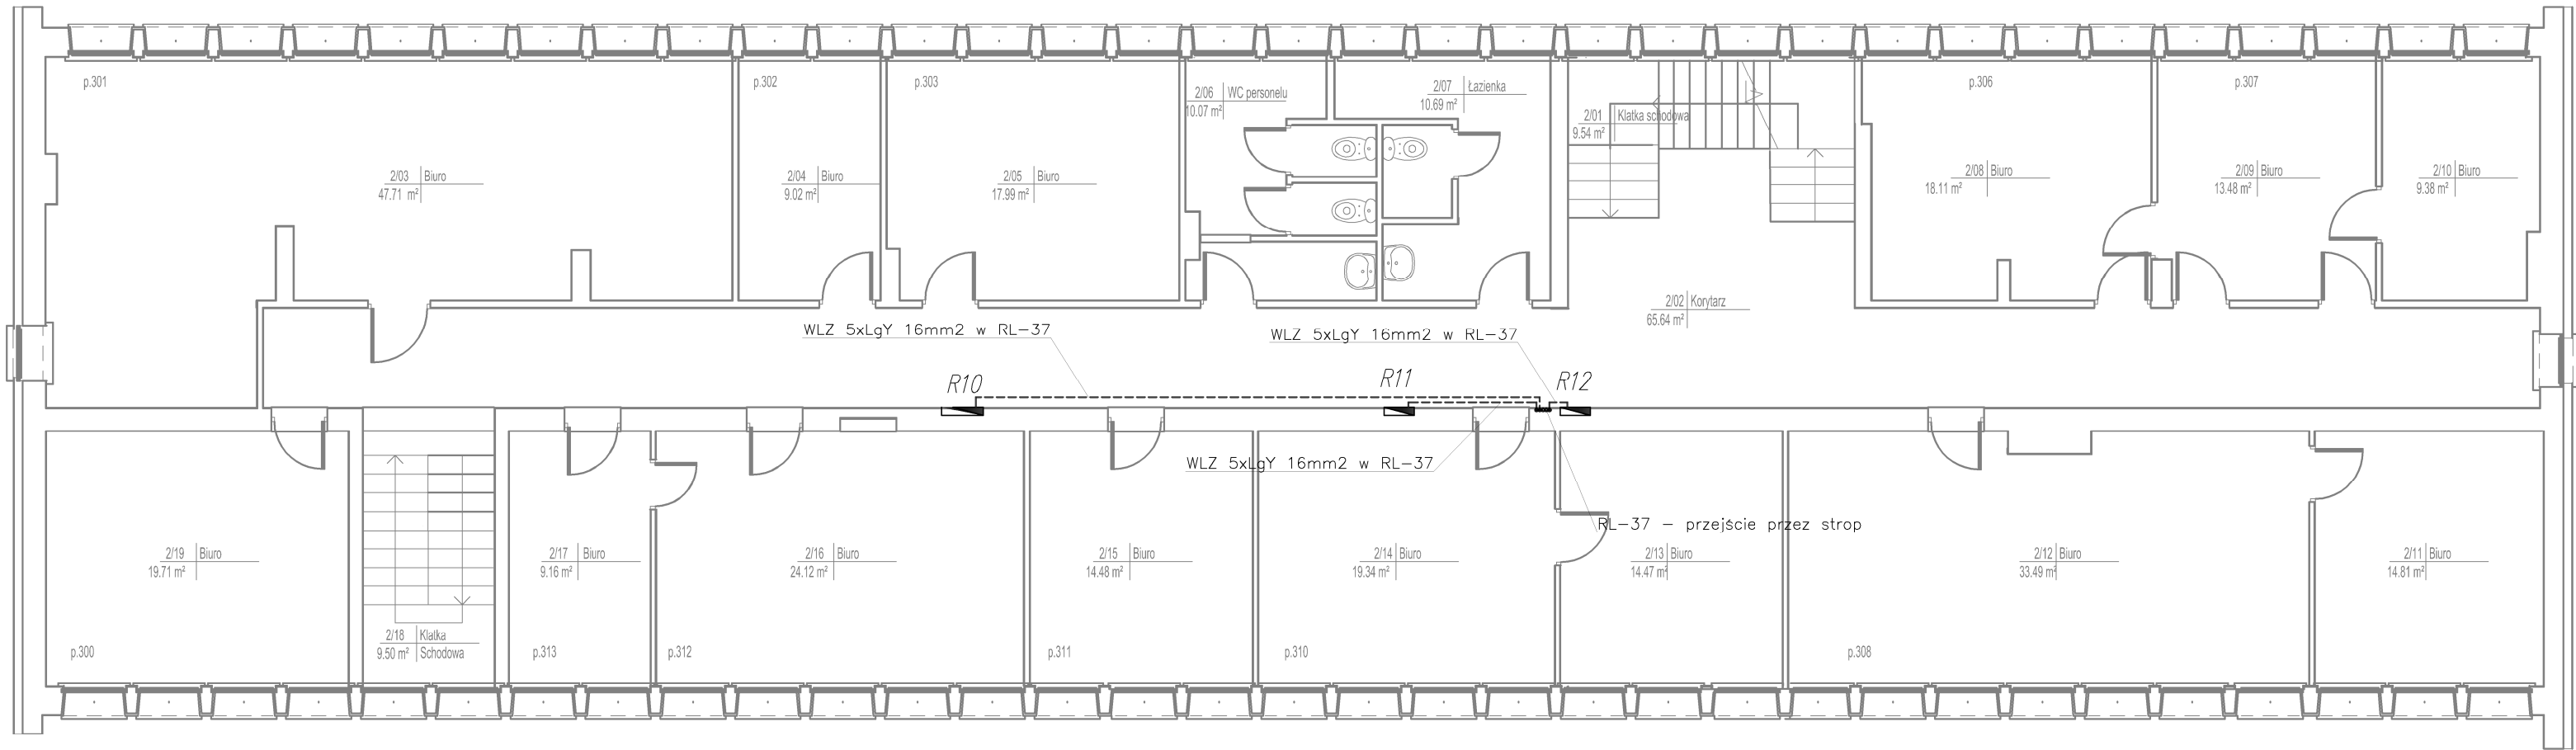 p.301
p.302
p.303
2/06 WC personelu
10.07 m²
2/07 Łazienka
10.69 m²
2/01 Klatka schodowa
9.54 m²
p.306
p.307
2/03 Biuro
47.71 m²
2/04 Biuro
9.02 m²
2/05 Biuro
17.99 m²
2/08 Biuro
18.11 m²
2/09 Biuro
13.48 m²
2/10 Biuro
9.38 m²
2/02 Korytarz
65.64 m²
WLZ 5xLgY 16mm2 w RL-37
WLZ 5xLgY 16mm2 w RL-37
R10
R11
R12
WLZ 5xLgY 16mm2 w RL-37
RL-37 - przejście przez strop
2/19 Biuro
19.71 m²
2/17 Biuro
9.16 m²
2/16 Biuro
24.12 m²
2/15 Biuro
14.48 m²
2/14 Biuro
19.34 m²
2/13 Biuro
14.47 m²
2/12 Biuro
33.49 m²
2/11 Biuro
14.81 m²
2/18 Klatka
9.50 m² Schodowa
p.300
p.313
p.312
p.311
p.310
p.308